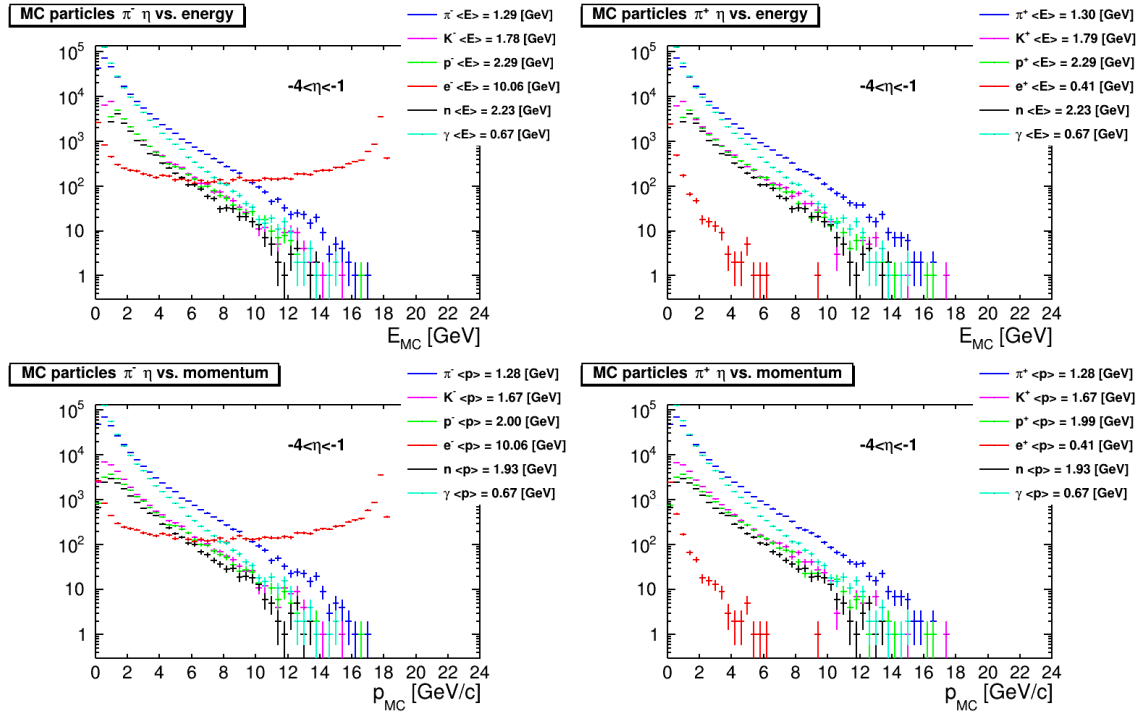 MC particles π⁻ η vs. energy
π⁻ <E> = 1.29 [GeV]
K⁻ <E> = 1.78 [GeV]
p⁻ <E> = 2.29 [GeV]
e⁻ <E> = 10.06 [GeV]
n <E> = 2.23 [GeV]
γ <E> = 0.67 [GeV]
-4<η<-1
10⁵
10⁴
10³
10²
10
1
0 2 4 6 8 10 12 14 16 18 20 22 24
E_MC [GeV]
MC particles π⁺ η vs. energy
π⁺ <E> = 1.30 [GeV]
K⁺ <E> = 1.79 [GeV]
p⁺ <E> = 2.29 [GeV]
e⁺ <E> = 0.41 [GeV]
n <E> = 2.23 [GeV]
γ <E> = 0.67 [GeV]
-4<η<-1
10⁵
10⁴
10³
10²
10
1
0 2 4 6 8 10 12 14 16 18 20 22 24
E_MC [GeV]
MC particles π⁻ η vs. momentum
π⁻ <p> = 1.28 [GeV]
K⁻ <p> = 1.67 [GeV]
p⁻ <p> = 2.00 [GeV]
e⁻ <p> = 10.06 [GeV]
n <p> = 1.93 [GeV]
γ <p> = 0.67 [GeV]
-4<η<-1
10⁵
10⁴
10³
10²
10
1
0 2 4 6 8 10 12 14 16 18 20 22 24
p_MC [GeV/c]
MC particles π⁺ η vs. momentum
π⁺ <p> = 1.28 [GeV]
K⁺ <p> = 1.67 [GeV]
p⁺ <p> = 1.99 [GeV]
e⁺ <p> = 0.41 [GeV]
n <p> = 1.93 [GeV]
γ <p> = 0.67 [GeV]
-4<η<-1
10⁵
10⁴
10³
10²
10
1
0 2 4 6 8 10 12 14 16 18 20 22 24
p_MC [GeV/c]